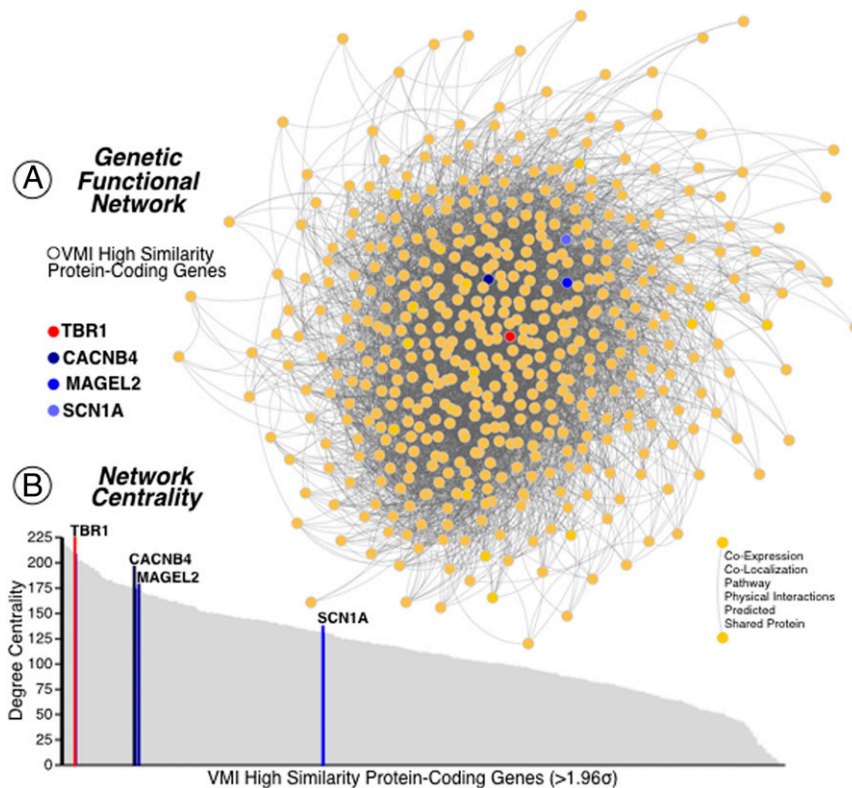 A
Genetic
Functional
Network
VMI High Similarity
Protein-Coding Genes
TBR1
CACNB4
MAGEL2
SCN1A
B
Network
Centrality
225
200
175
150
125
100
75
50
25
0
Degree Centrality
TBR1
CACNB4
MAGEL2
SCN1A
VMI High Similarity Protein-Coding Genes (>1.96σ)
Co-Expression
Co-Localization
Pathway
Physical Interactions
Predicted
Shared Protein